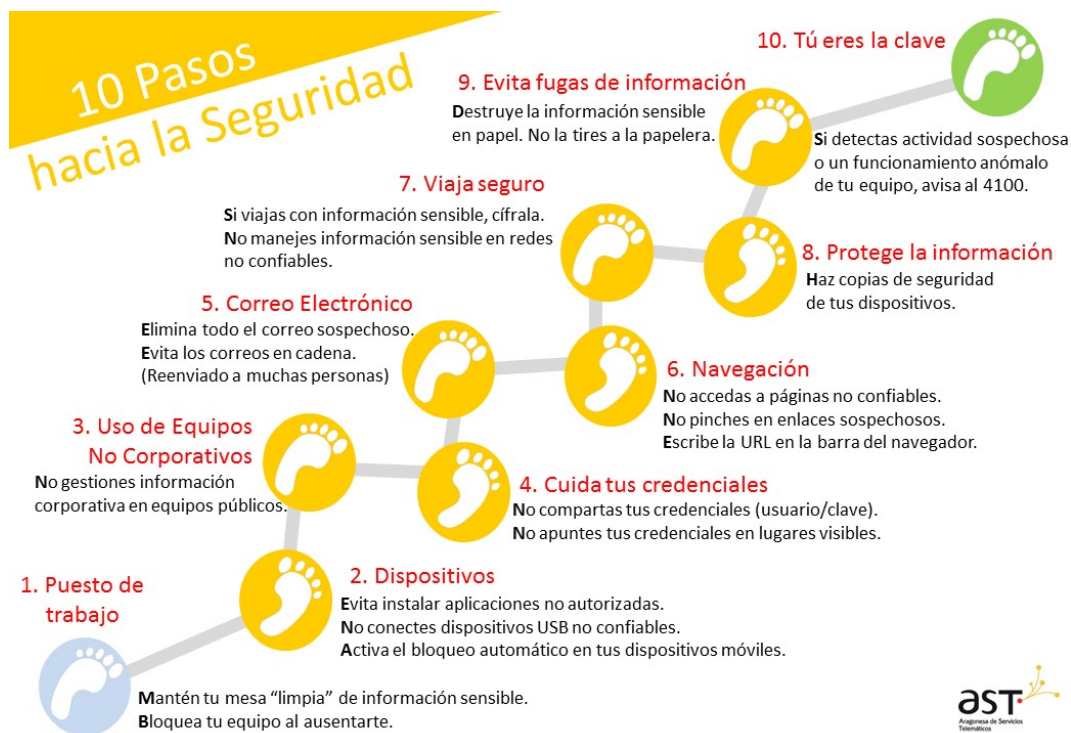 10 Pasos
hacia la Seguridad
1. Puesto de
trabajo
Mantén tu mesa “limpia” de información sensible.
Bloquea tu equipo al ausentarte.
2. Dispositivos
Evita instalar aplicaciones no autorizadas.
No conectes dispositivos USB no confiables.
Activa el bloqueo automático en tus dispositivos móviles.
3. Uso de Equipos
No Corporativos
No gestiones información
corporativa en equipos públicos.
4. Cuida tus credenciales
No compartas tus credenciales (usuario/clave).
No apuntes tus credenciales en lugares visibles.
5. Correo Electrónico
Elimina todo el correo sospechoso.
Evita los correos en cadena.
(Reenviado a muchas personas)
6. Navegación
No accedas a páginas no confiables.
No pinches en enlaces sospechosos.
Escribe la URL en la barra del navegador.
7. Viaja seguro
Si viajas con información sensible, cífrala.
No manejes información sensible en redes
no confiables.
8. Protege la información
Haz copias de seguridad
de tus dispositivos.
9. Evita fugas de información
Destruye la información sensible
en papel. No la tires a la papelera.
10. Tú eres la clave
Si detectas actividad sospechosa
o un funcionamiento anómalo
de tu equipo, avisa al 4100.
aST
Aragonesa de Servicios
Telemáticos